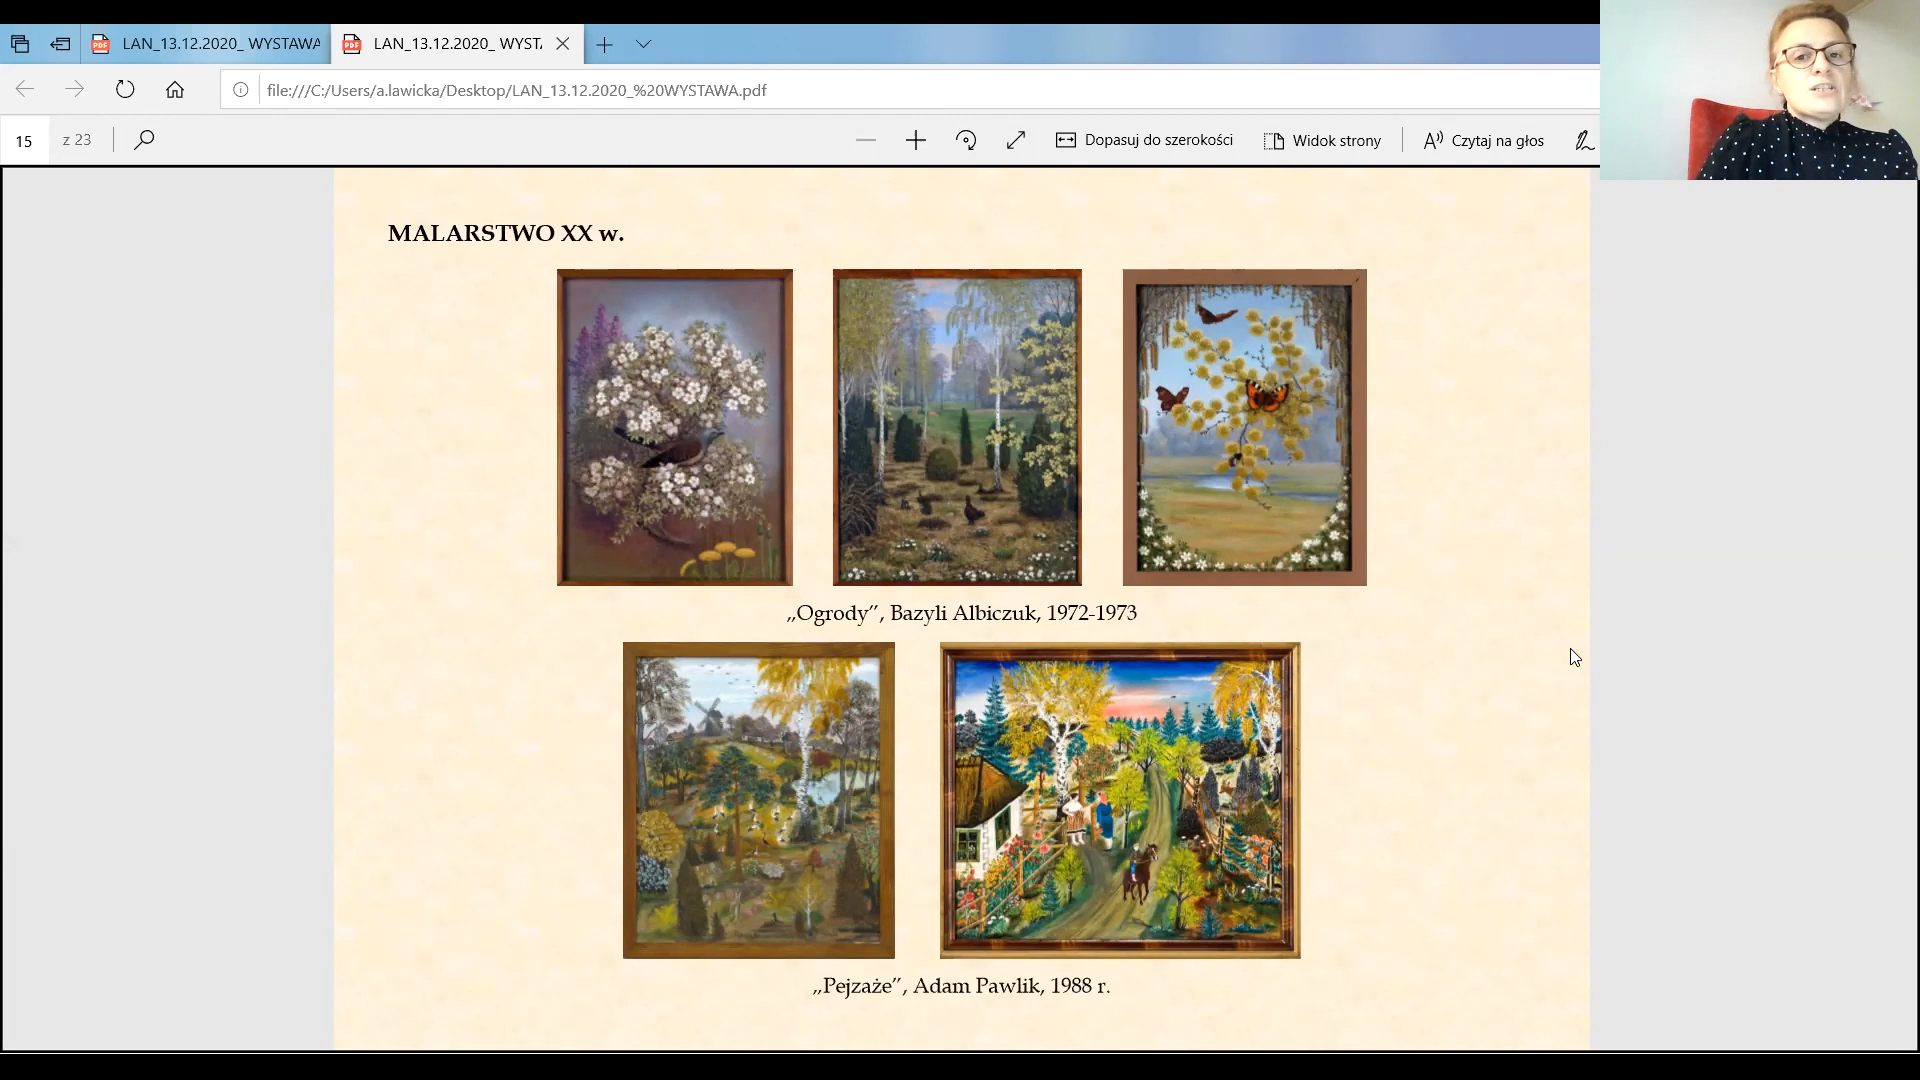 LAN_13.12.2020_ WYSTAWA
LAN_13.12.2020_ WYST
file:///C:/Users/a.lawicka/Desktop/LAN_13.12.2020_%20WYSTAWA.pdf
15 z 23
Dopasuj do szerokości
Widok strony
Czytaj na głos
MALARSTWO XX w.
„Ogrody”, Bazyli Albiczuk, 1972-1973
„Pejzaże”, Adam Pawlik, 1988 r.